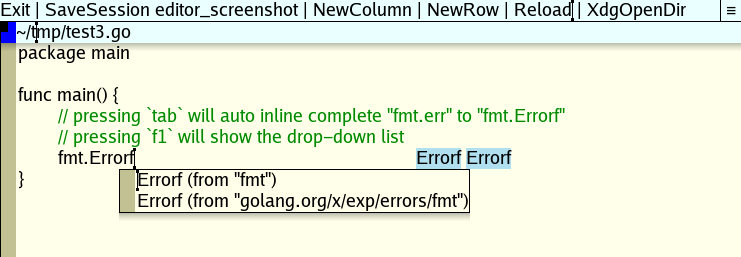 Exit | SaveSession editor_screenshot | NewColumn | NewRow | Reload | XdgOpenDir ≡
~/tmp/test3.go
package main
func main() {
// pressing `tab` will auto inline complete "fmt.err" to "fmt.Errorf"
// pressing `f1` will show the drop-down list
fmt.Errorf Errorf Errorf
}
Errorf (from "fmt")
Errorf (from "golang.org/x/exp/errors/fmt")